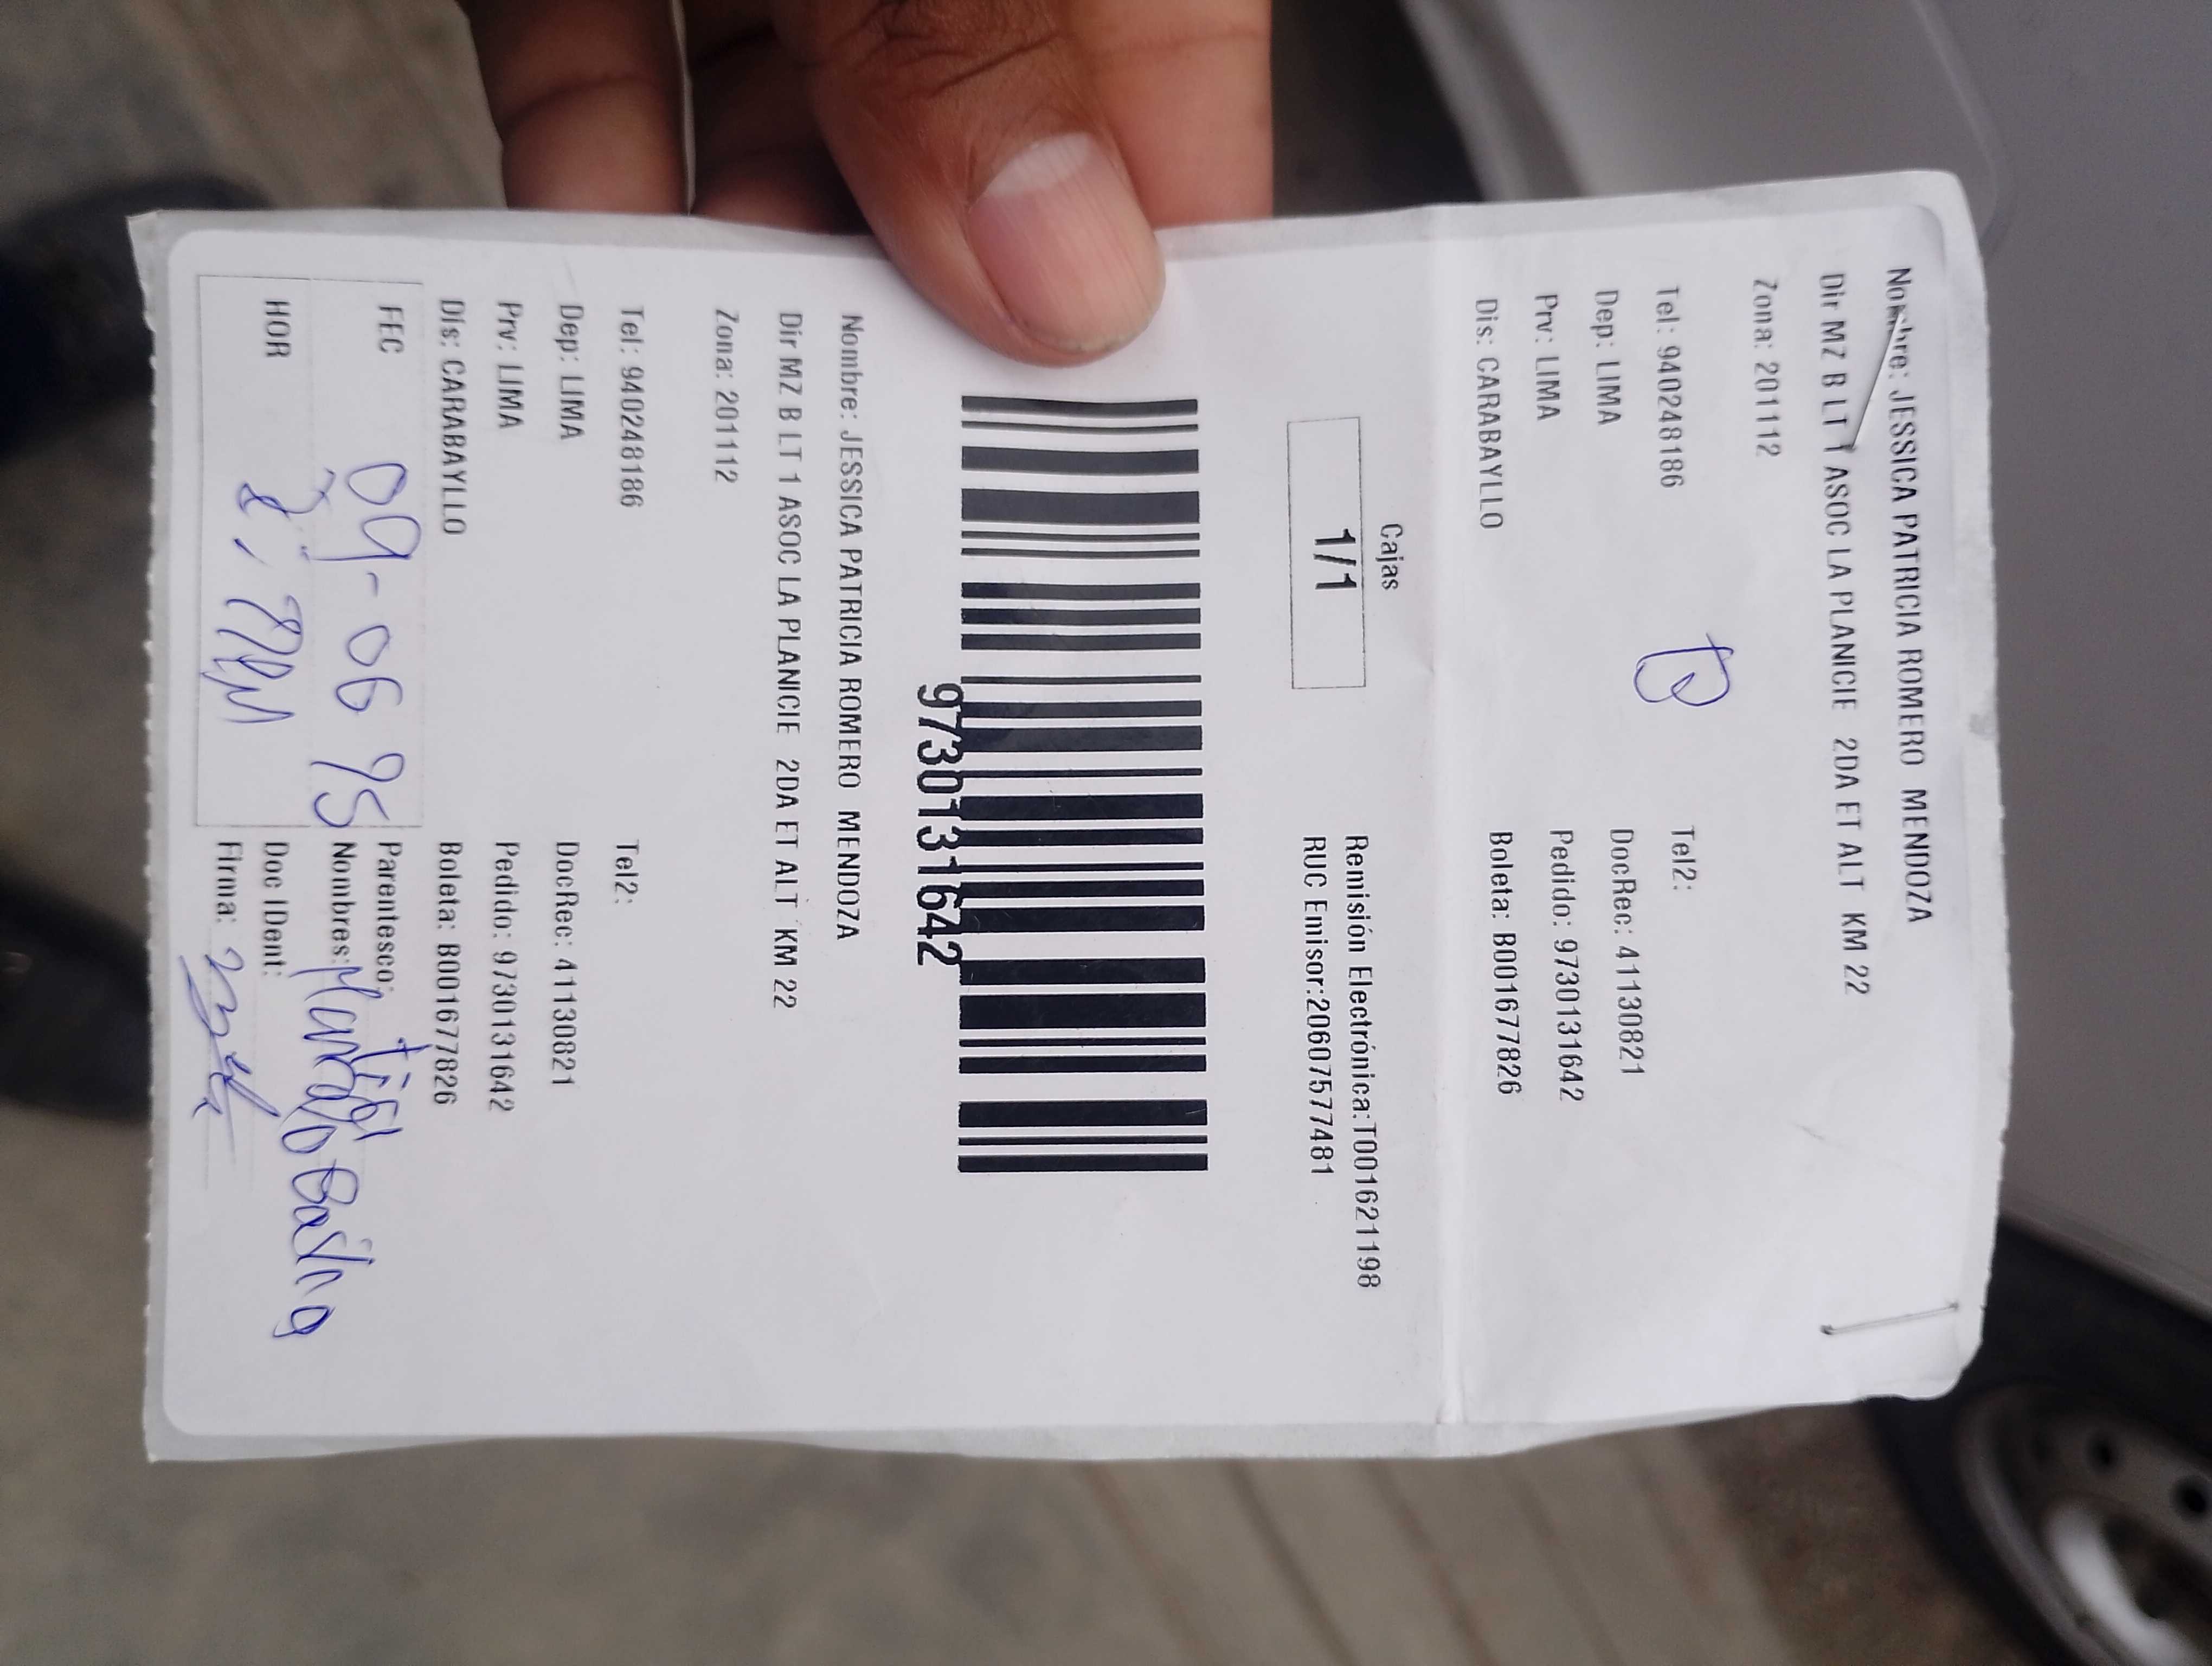 Nombre: JESSICA PATRICIA ROMERO MENDOZA
Dir MZ B LT 1 ASOC LA PLANICIE 2DA ET ALT KM 22
Zona: 201112
Tel: 940248186 Tel2:
Dep: LIMA DocRec: 41130821
Prv: LIMA Pedido: 9730131642
Dis: CARABAYLLO Boleta: B001677826
Cajas
1/1
Remisión Electrónica:T001621198
RUC Emisor:20607577481
9730131642
Nombre: JESSICA PATRICIA ROMERO MENDOZA
Dir MZ B LT 1 ASOC LA PLANICIE 2DA ET ALT KM 22
Zona: 201112
Tel: 940248186 Tel2:
Dep: LIMA DocRec: 41130821
Prv: LIMA Pedido: 9730131642
Dis: CARABAYLLO Boleta: B001677826
FEC 09-06 Parentesco:
Nombres:
HOR Doc IDent:
Firma: